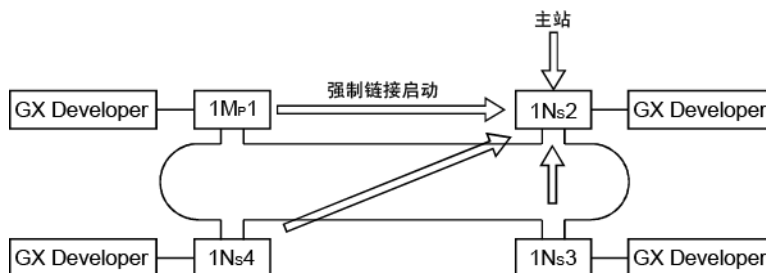 主站
GX Developer
1MP1
强制链接启动
1NS2
GX Developer
GX Developer
1NS4
1NS3
GX Developer